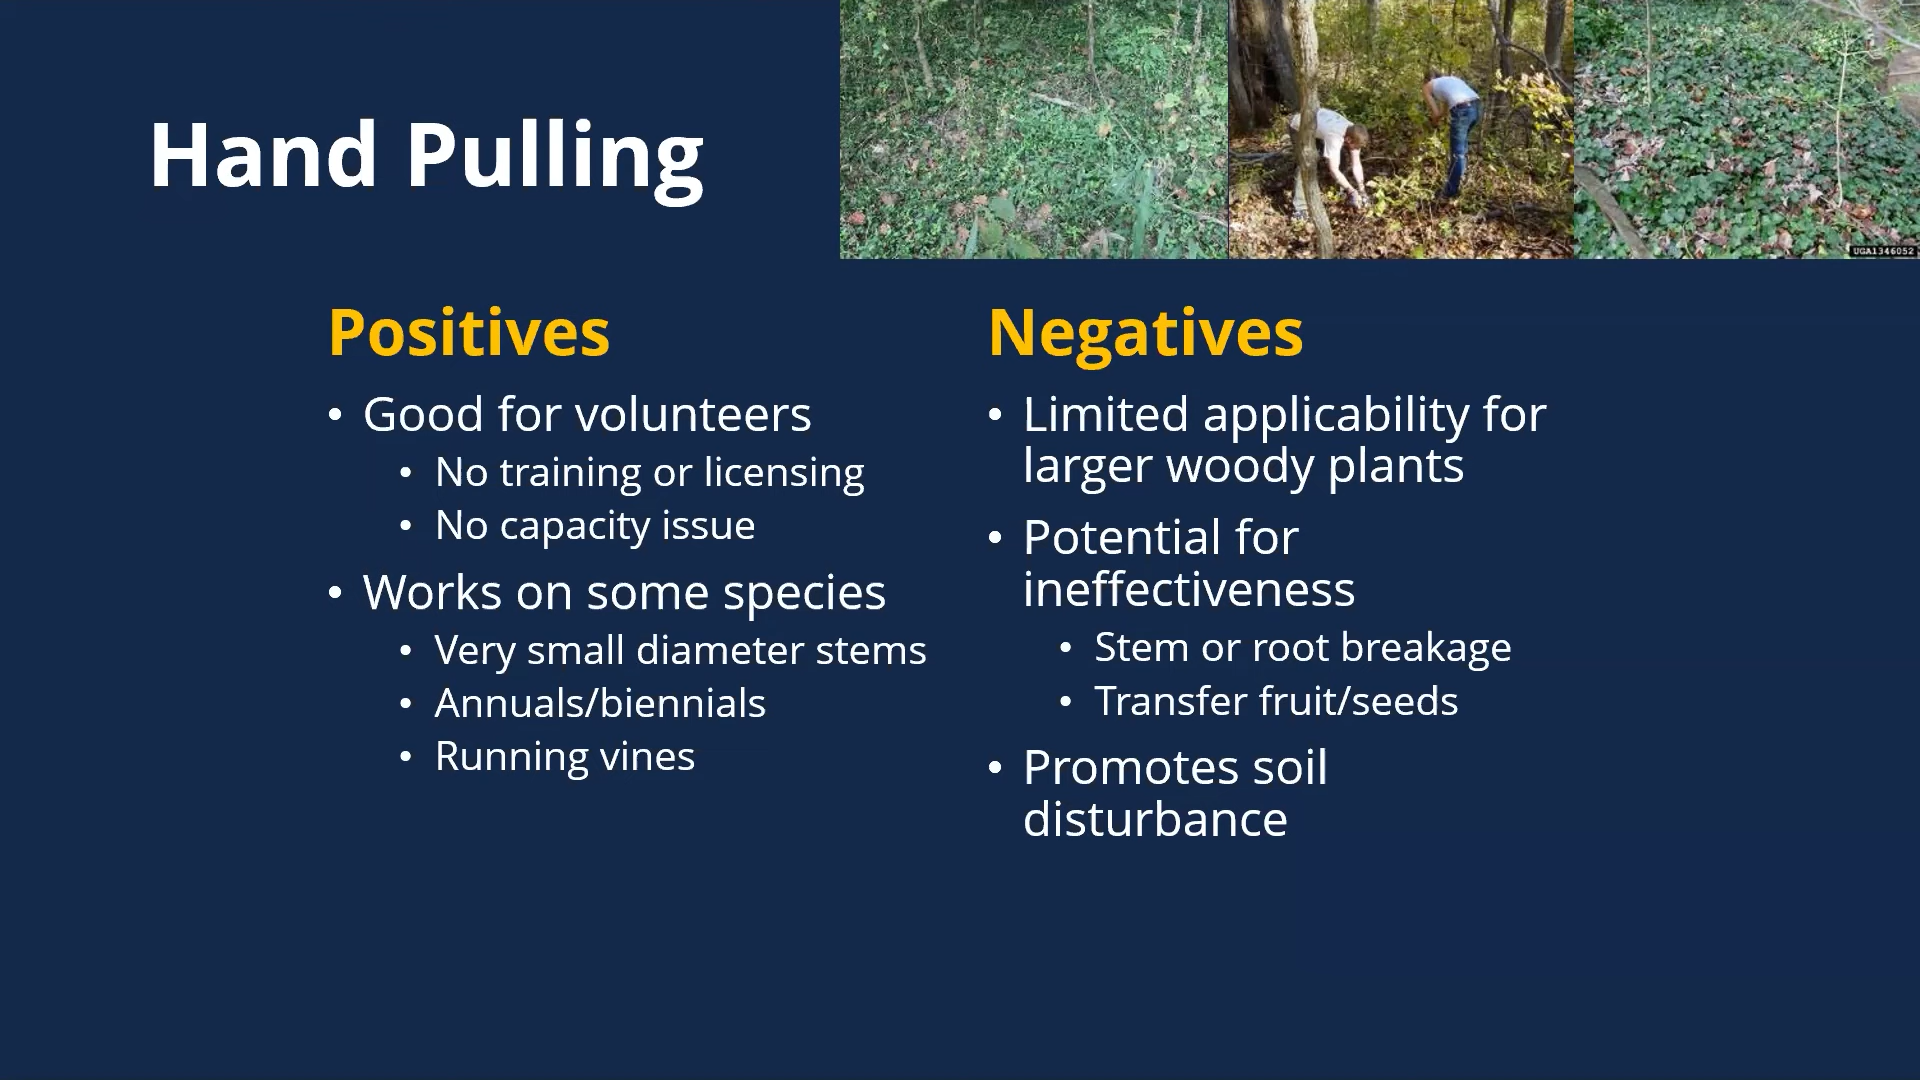 Hand Pulling
UGA1346052
Positives
• Good for volunteers
• No training or licensing
• No capacity issue
• Works on some species
• Very small diameter stems
• Annuals/biennials
• Running vines
Negatives
• Limited applicability for
larger woody plants
• Potential for
ineffectiveness
• Stem or root breakage
• Transfer fruit/seeds
• Promotes soil
disturbance